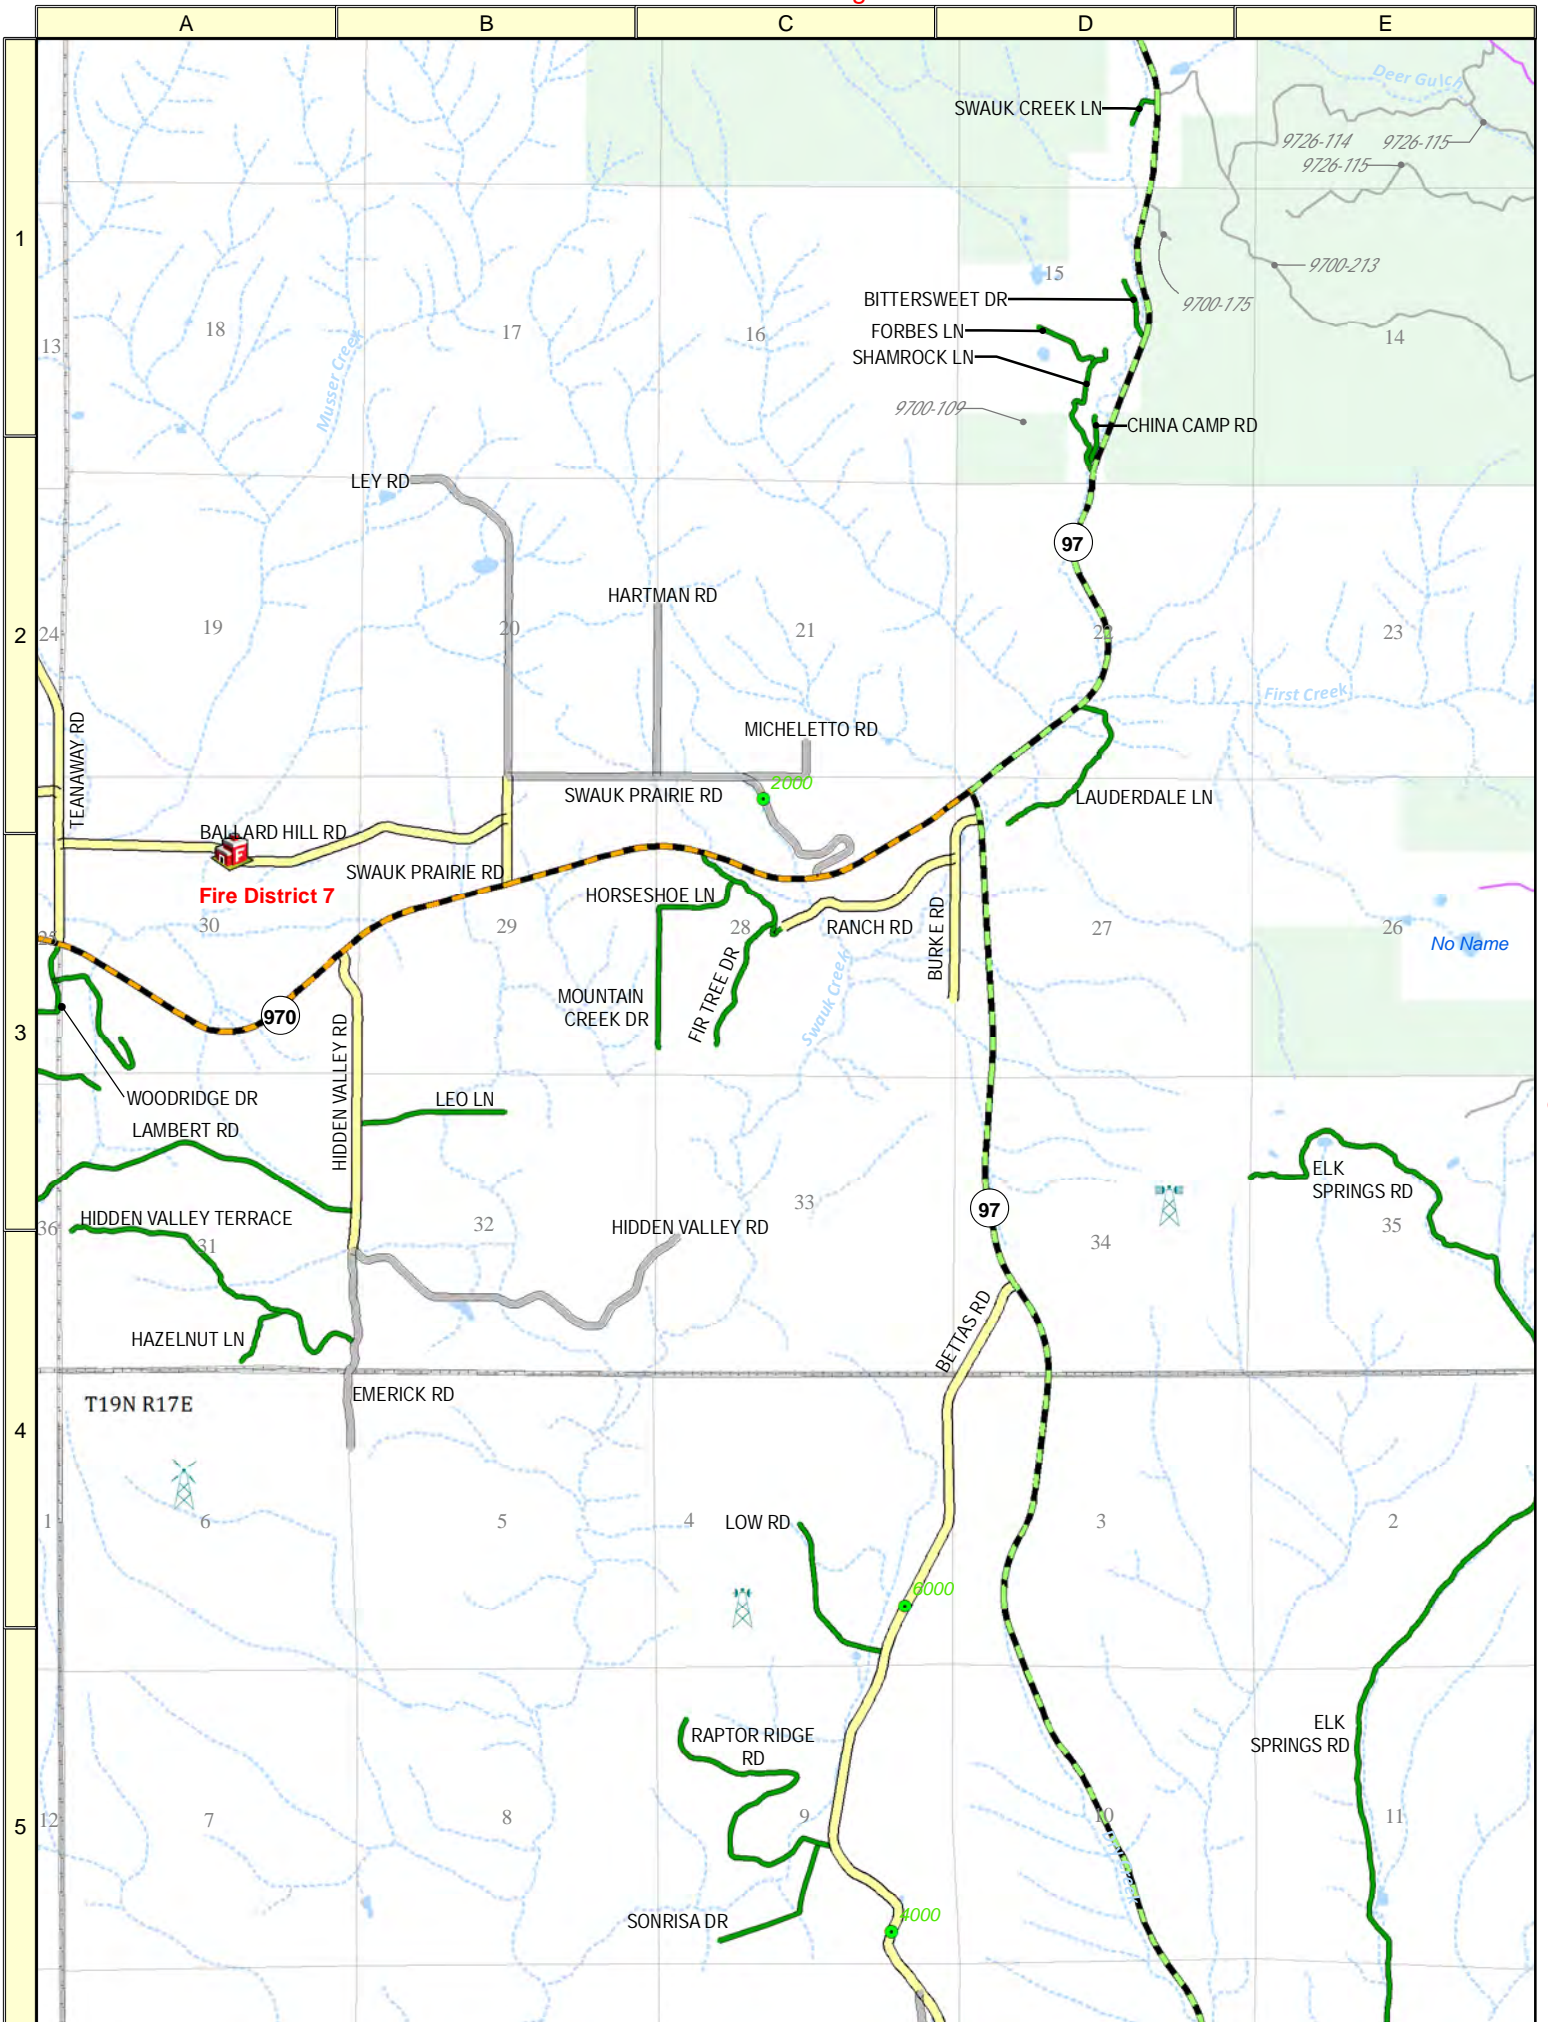 A
B
C
D
E
1
2
3
4
5
Deer Gulch
SWAUK CREEK LN
9726-114
9726-115
9726-115
9700-213
15
BITTERSWEET DR
9700-175
FORBES LN
SHAMROCK LN
13
18
17
16
14
Musser Creek
9700-109
CHINA CAMP RD
LEY RD
97
HARTMAN RD
24
19
20
21
22
23
First Creek
TEANAWAY RD
MICHELETTO RD
2000
SWAUK PRAIRIE RD
LAUDERDALE LN
BALLARD HILL RD
F
SWAUK PRAIRIE RD
Fire District 7
HORSESHOE LN
25
30
29
28
RANCH RD
BURKE RD
27
26
No Name
FIR TREE DR
Swauk Creek
MOUNTAIN
CREEK DR
970
HIDDEN VALLEY RD
WOODRIDGE DR
LEO LN
LAMBERT RD
ELK
SPRINGS RD
33
97
HIDDEN VALLEY TERRACE
36
31
32
HIDDEN VALLEY RD
34
35
HAZELNUT LN
BETTAS RD
EMERICK RD
T19N R17E
1
6
5
4
LOW RD
3
2
6000
RAPTOR RIDGE
RD
ELK
SPRINGS RD
12
7
8
9
10
11
SONRISA DR
4000